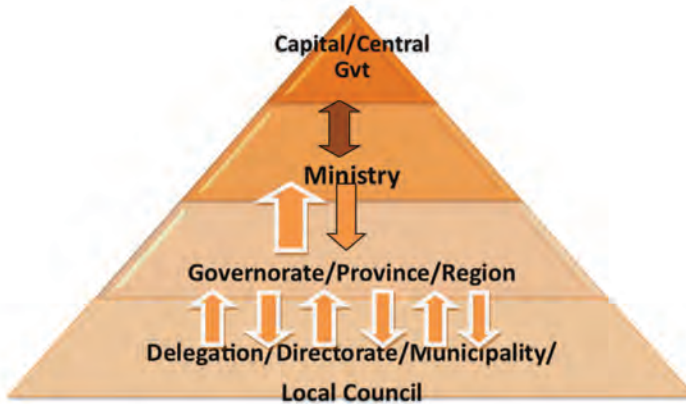 Capital/Central
Gvt
Ministry
Governorate/Province/Region
Delegation/Directorate/Municipality/
Local Council